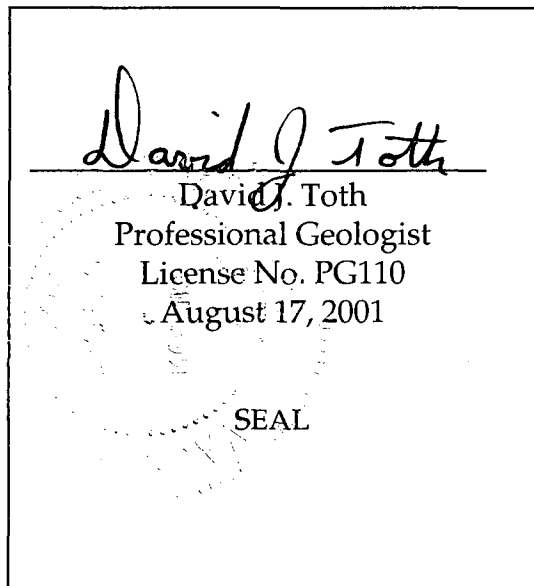 David J Toth
David J. Toth
Professional Geologist
License No. PG110
August 17, 2001
SEAL